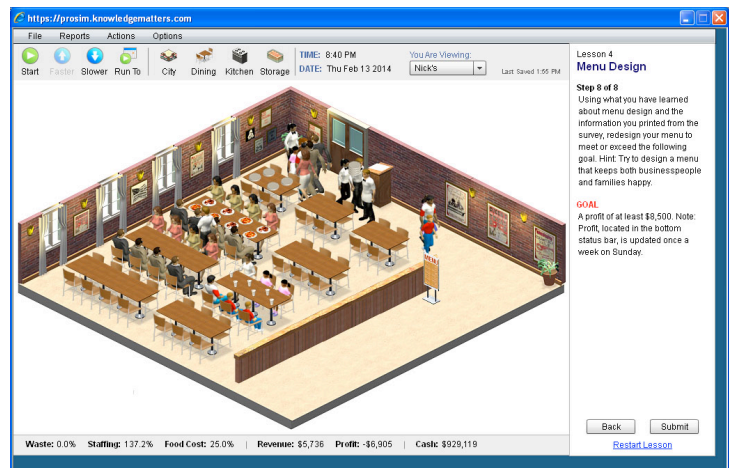 https://prosim.knowledgematters.com
File Reports Actions Options
Start Faster Slower Run To City Dining Kitchen Storage
TIME: 8:40 PM
DATE: Thu Feb 13 2014
You Are Viewing:
Nick's
Last Saved 1:55 PM
Lesson 4
Menu Design
Step 8 of 8
Using what you have learned
about menu design and the
information you printed from the
survey, redesign your menu to
meet or exceed the following
goal. Hint: Try to design a menu
that keeps both businesspeople
and families happy.
GOAL
A profit of at least $8,500. Note:
Profit, located in the bottom
status bar, is updated once a
week on Sunday.
MENU
Back Submit
Restart Lesson
Waste: 0.0% Staffing: 137.2% Food Cost: 25.0% | Revenue: $5,736 Profit: -$6,905 | Cash: $929,119